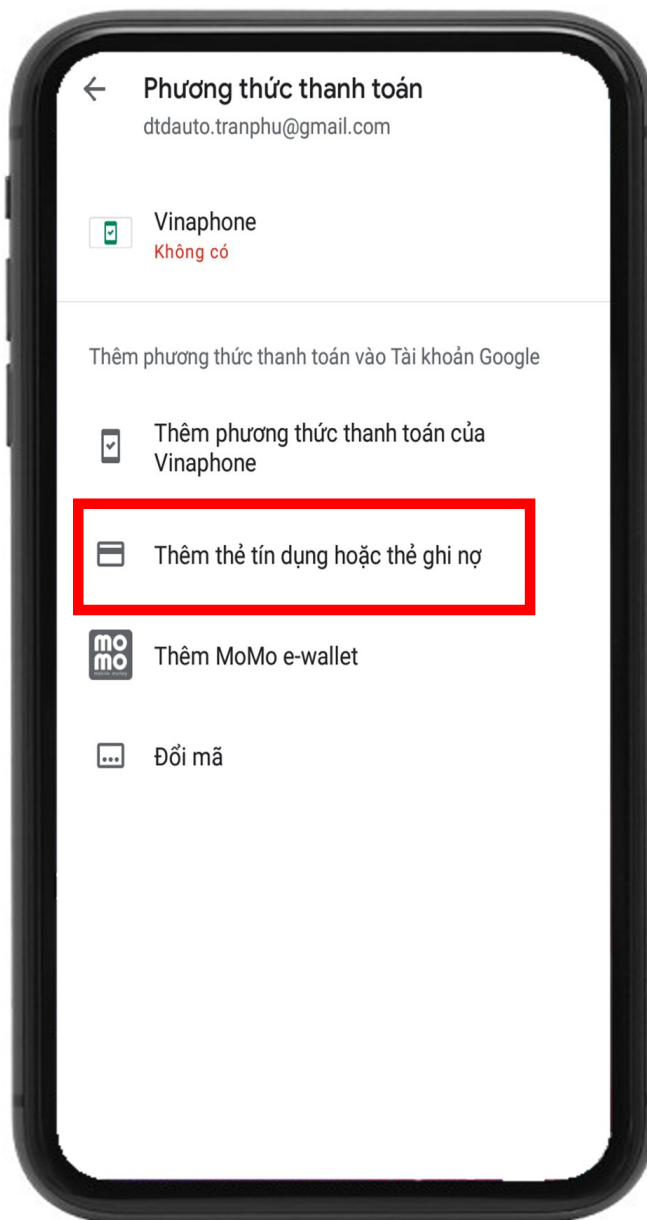 Phương thức thanh toán
dtdauto.tranphu@gmail.com
Vinaphone
Không có
Thêm phương thức thanh toán vào Tài khoản Google
Thêm phương thức thanh toán của
Vinaphone
Thêm thẻ tín dụng hoặc thẻ ghi nợ
mo
mo
mobile money
Thêm MoMo e-wallet
Đổi mã